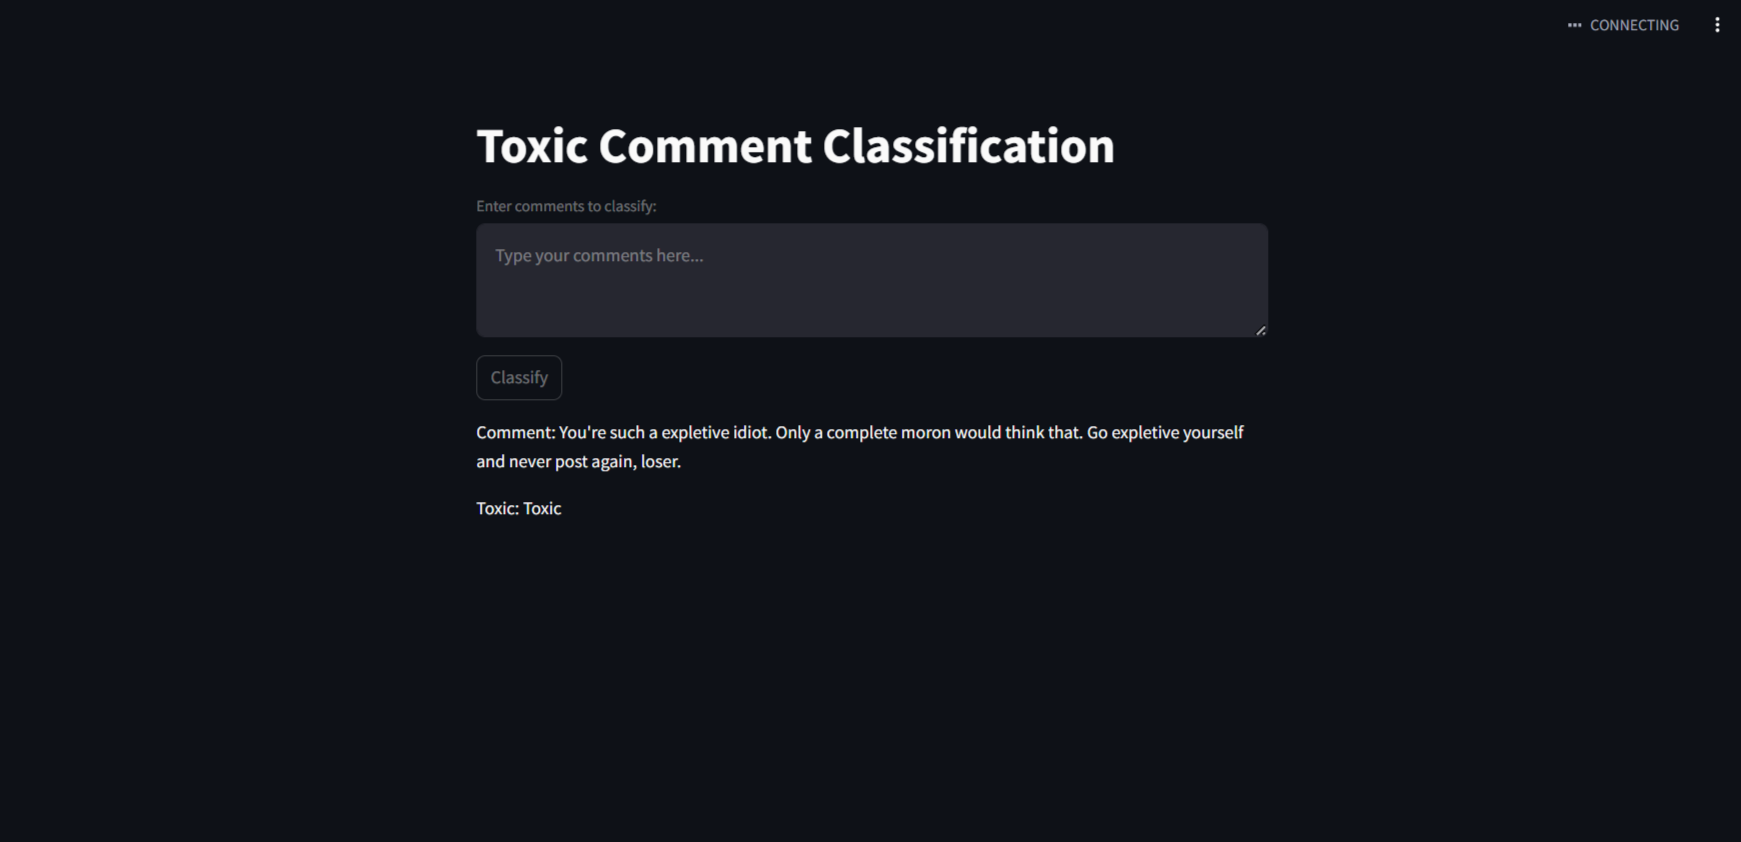 CONNECTING
Toxic Comment Classification
Enter comments to classify:
Type your comments here...
Classify
Comment: You're such a expletive idiot. Only a complete moron would think that. Go expletive yourself
and never post again, loser.
Toxic: Toxic